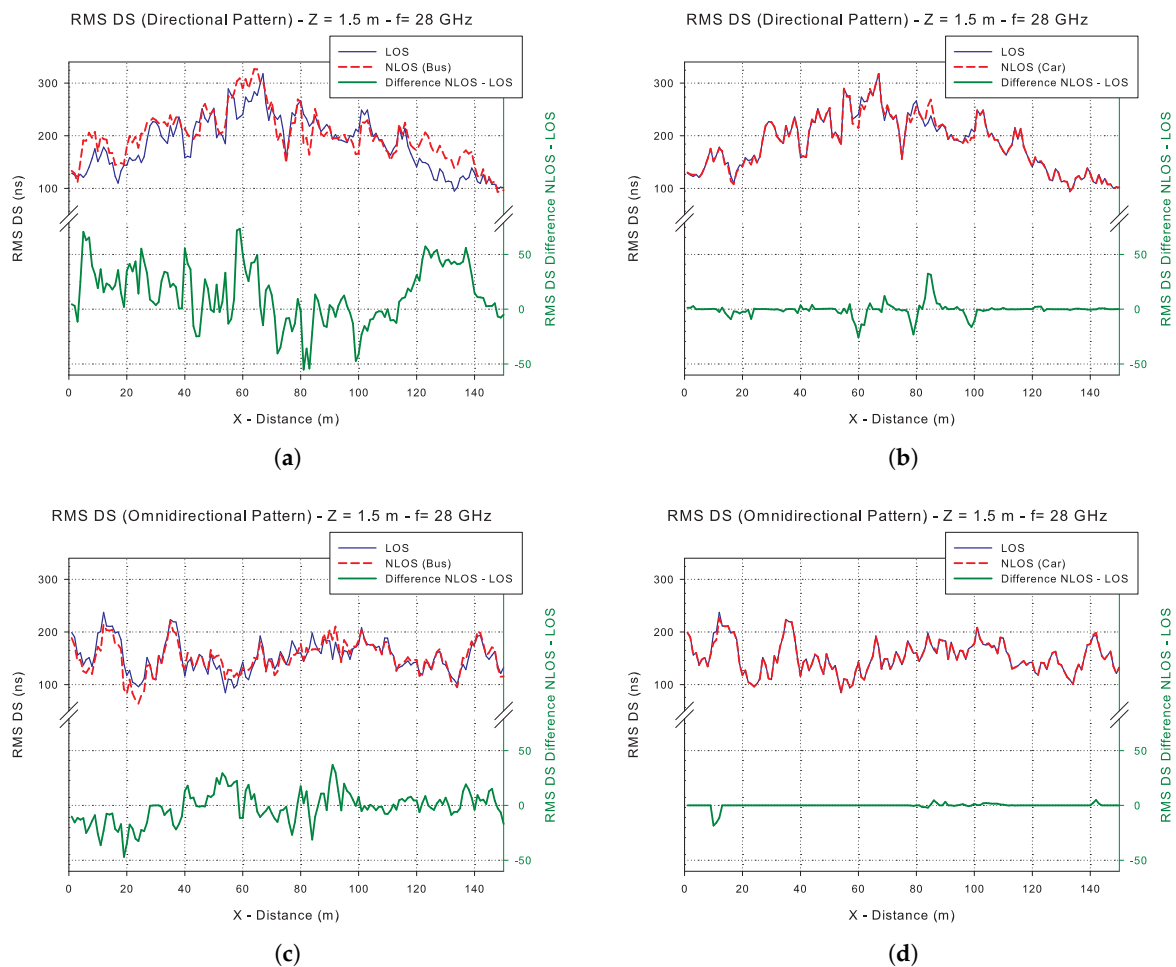 RMS DS (Directional Pattern) - Z = 1.5 m - f= 28 GHz
LOS
NLOS (Bus)
Difference NLOS - LOS
300
200
100
RMS DS (ns)
50
0
-50
RMS DS Difference NLOS - LOS
0 20 40 60 80 100 120 140
X - Distance (m)
(a)
RMS DS (Directional Pattern) - Z = 1.5 m - f= 28 GHz
LOS
NLOS (Car)
Difference NLOS - LOS
300
200
100
RMS DS (ns)
50
0
-50
RMS DS Difference NLOS - LOS
0 20 40 60 80 100 120 140
X - Distance (m)
(b)
RMS DS (Omnidirectional Pattern) - Z = 1.5 m - f= 28 GHz
LOS
NLOS (Bus)
Difference NLOS - LOS
300
200
100
RMS DS (ns)
50
0
-50
RMS DS Difference NLOS - LOS
0 20 40 60 80 100 120 140
X - Distance (m)
(c)
RMS DS (Omnidirectional Pattern) - Z = 1.5 m - f= 28 GHz
LOS
NLOS (Car)
Difference NLOS - LOS
300
200
100
RMS DS (ns)
50
0
-50
RMS DS Difference NLOS - LOS
0 20 40 60 80 100 120 140
X - Distance (m)
(d)